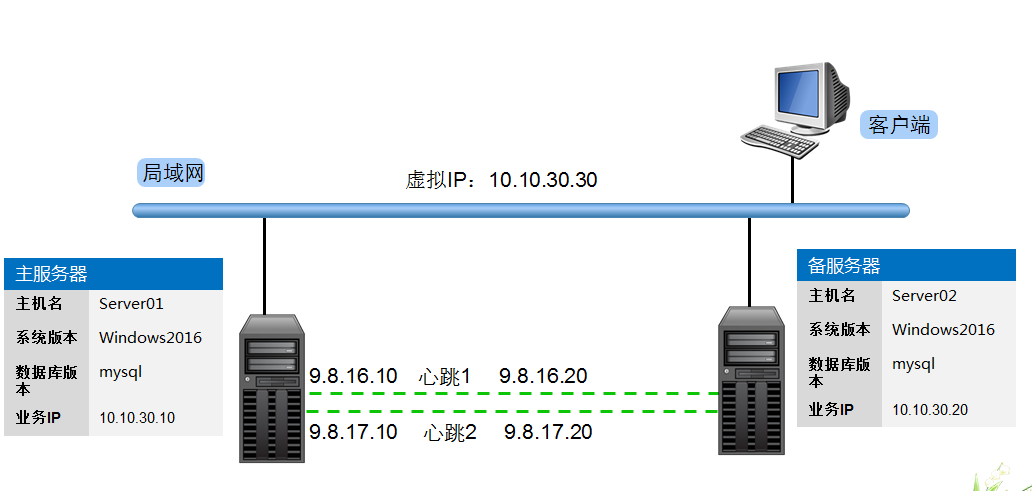 客户端
局域网
虚拟IP：10.10.30.30
主服务器
主机名 Server01
系统版本 Windows2016
数据库版 mysql
本
业务IP 10.10.30.10
备服务器
主机名 Server02
系统版本 Windows2016
数据库版 mysql
本
业务IP 10.10.30.20
9.8.16.10 心跳1 9.8.16.20
9.8.17.10 心跳2 9.8.17.20